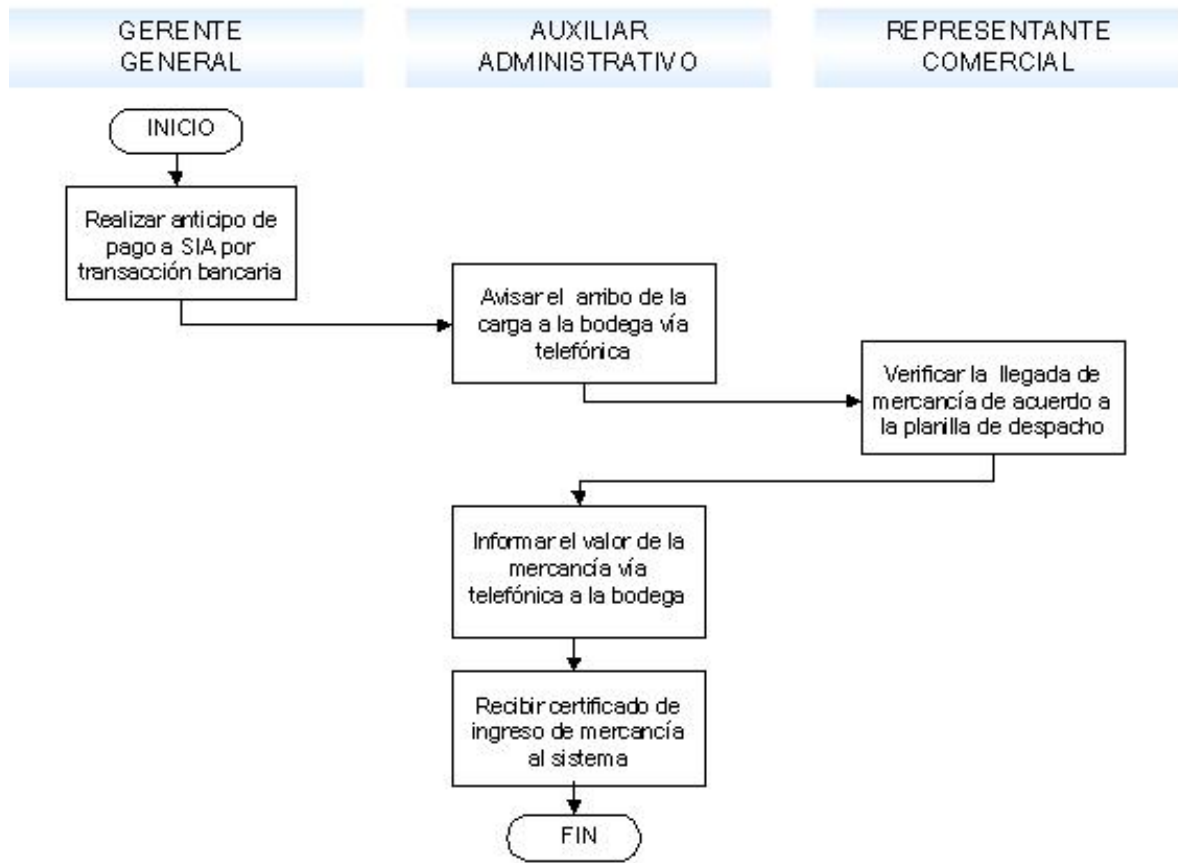 GERENTE
GENERAL
AUXILIAR
ADMINISTRATIVO
REPRESENTANTE
COMERCIAL
INICIO
Realizar anticipo de
pago a SIA por
transacción bancaria
Avisar el arribo de la
carga a la bodega vía
telefónica
Verificar la llegada de
mercancía de acuerdo a
la planilla de despacho
Informar el valor de la
mercancía vía
telefónica a la bodega
Recibir certificado de
ingreso de mercancía
al sistema
FIN